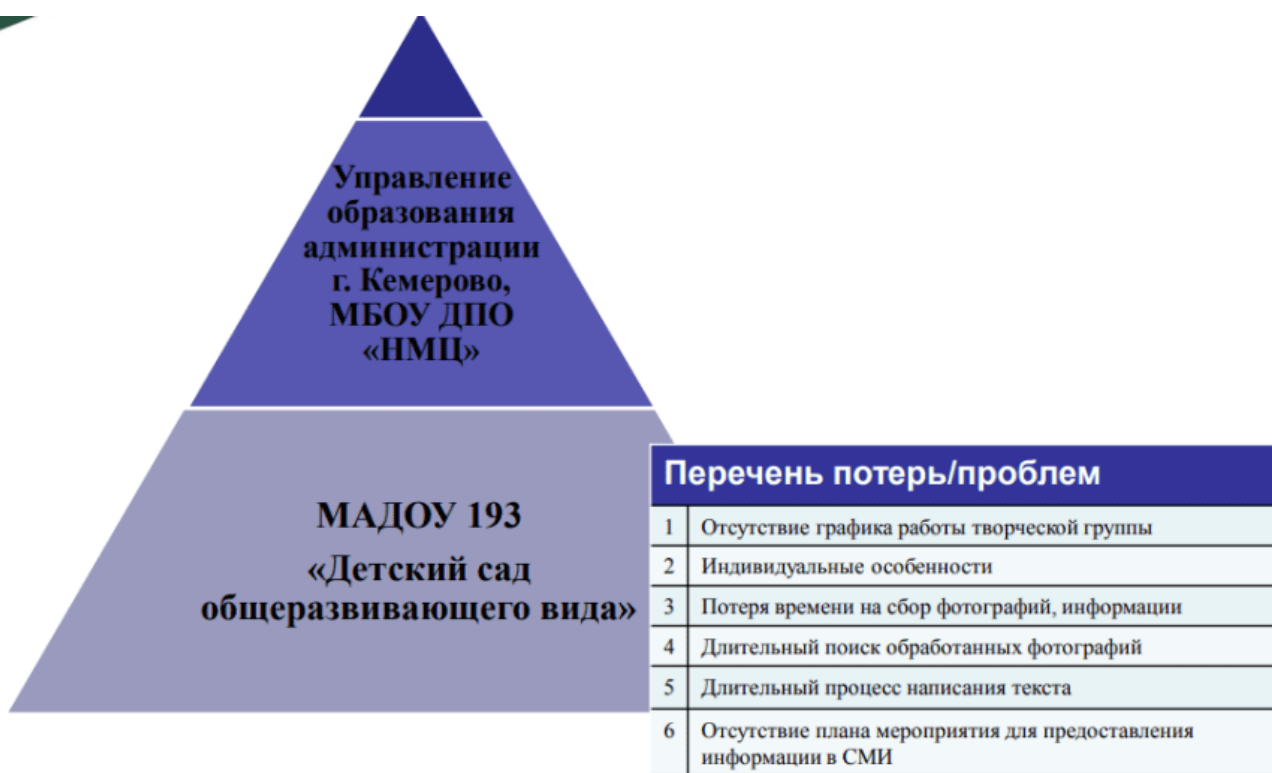 Управление
образования
администрации
г. Кемерово,
МБОУ ДПО
«НМЦ»
МАДОУ 193
«Детский сад
общеразвивающего вида»
Перечень потерь/проблем
1 Отсутствие графика работы творческой группы
2 Индивидуальные особенности
3 Потеря времени на сбор фотографий, информации
4 Длительный поиск обработанных фотографий
5 Длительный процесс написания текста
6 Отсутствие плана мероприятия для предоставления
информации в СМИ